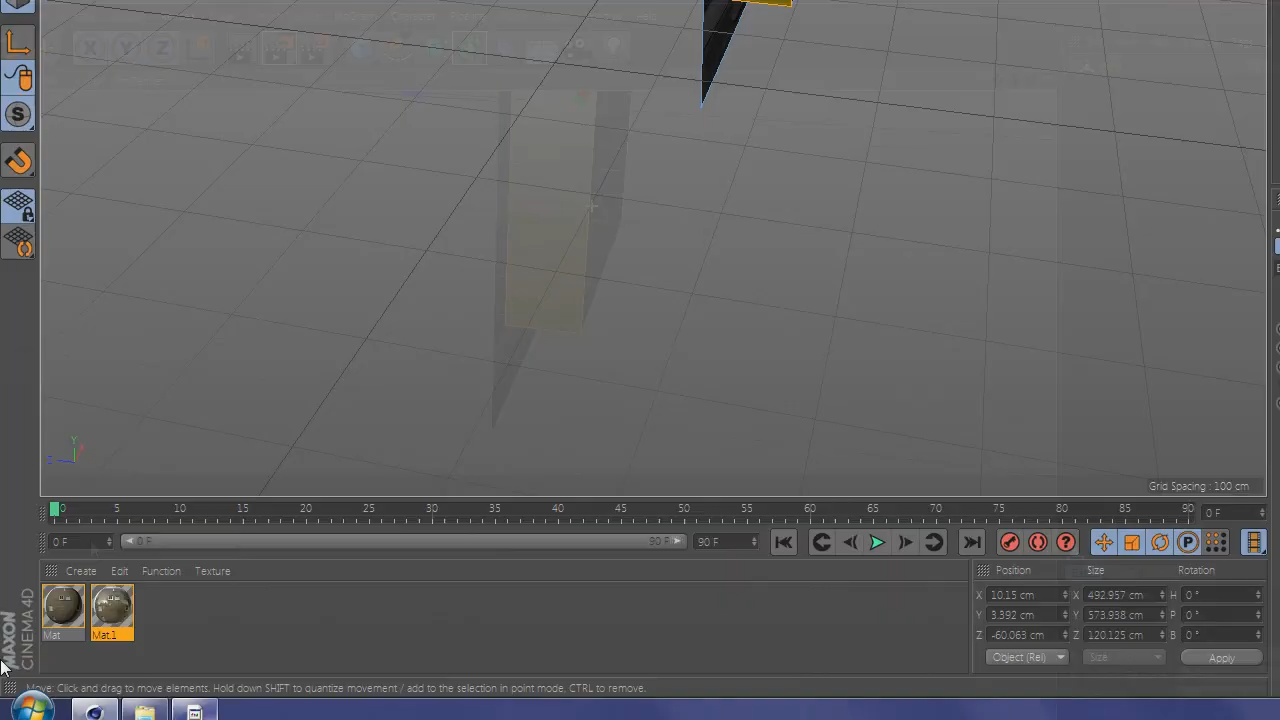 X Y Z
S
Y
Z
Grid Spacing : 100 cm
0 5 10 15 20 25 30 35 40 45 50 55 60 65 70 75 80 85 90 0 F
0 F 0 F 90 F 90 F
Create Edit Function Texture
Position Size Rotation
X 10.15 cm X 492.957 cm H 0 °
Y 3.392 cm Y 573.938 cm P 0 °
Z -60.063 cm Z 120.125 cm B 0 °
Object (Rel) Size Apply
Mat Mat.1
MAXON
CINEMA4D
Move: Click and drag to move elements. Hold down SHIFT to quantize movement / add to the selection in point mode, CTRL to remove.